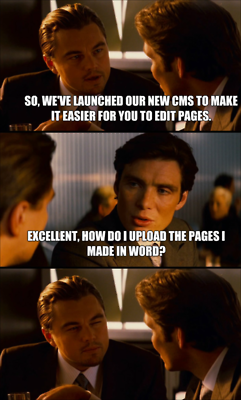 SO, WE'VE LAUNCHED OUR NEW CMS TO MAKE
IT EASIER FOR YOU TO EDIT PAGES.
EXCELLENT, HOW DO I UPLOAD THE PAGES I
MADE IN WORD?